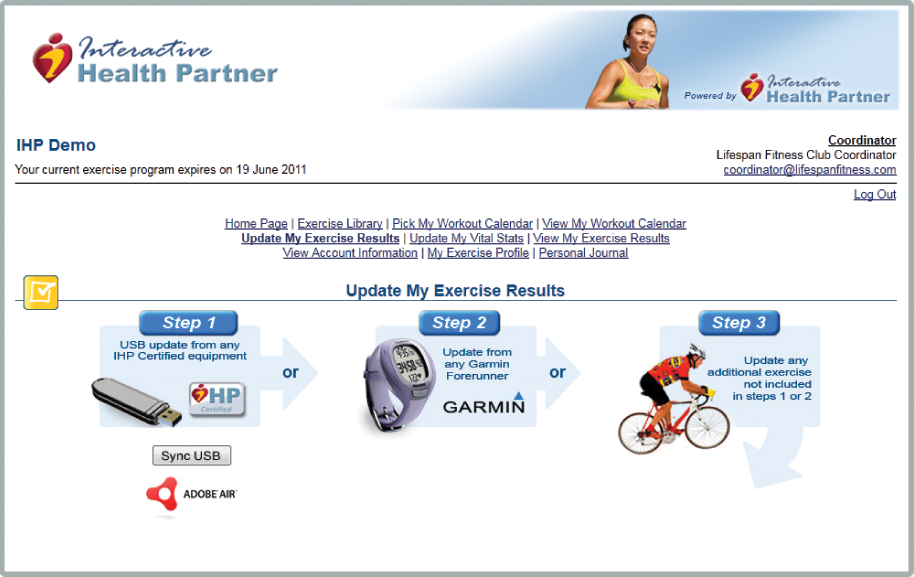 Interactive
Health Partner
Powered by Interactive
Health Partner
IHP Demo
Your current exercise program expires on 19 June 2011
Coordinator
Lifespan Fitness Club Coordinator
coordinator@lifespanfitness.com
Log Out
Home Page | Exercise Library | Pick My Workout Calendar | View My Workout Calendar
Update My Exercise Results | Update My Vital Stats | View My Exercise Results
View Account Information | My Exercise Profile | Personal Journal
Update My Exercise Results
Step 1
USB update from any
IHP Certified equipment
IHP
Certified
or
Step 2
Update from
any Garmin
Forerunner
GARMIN
or
Step 3
Update any
additional exercise
not included
in steps 1 or 2
Sync USB
ADOBE AIR